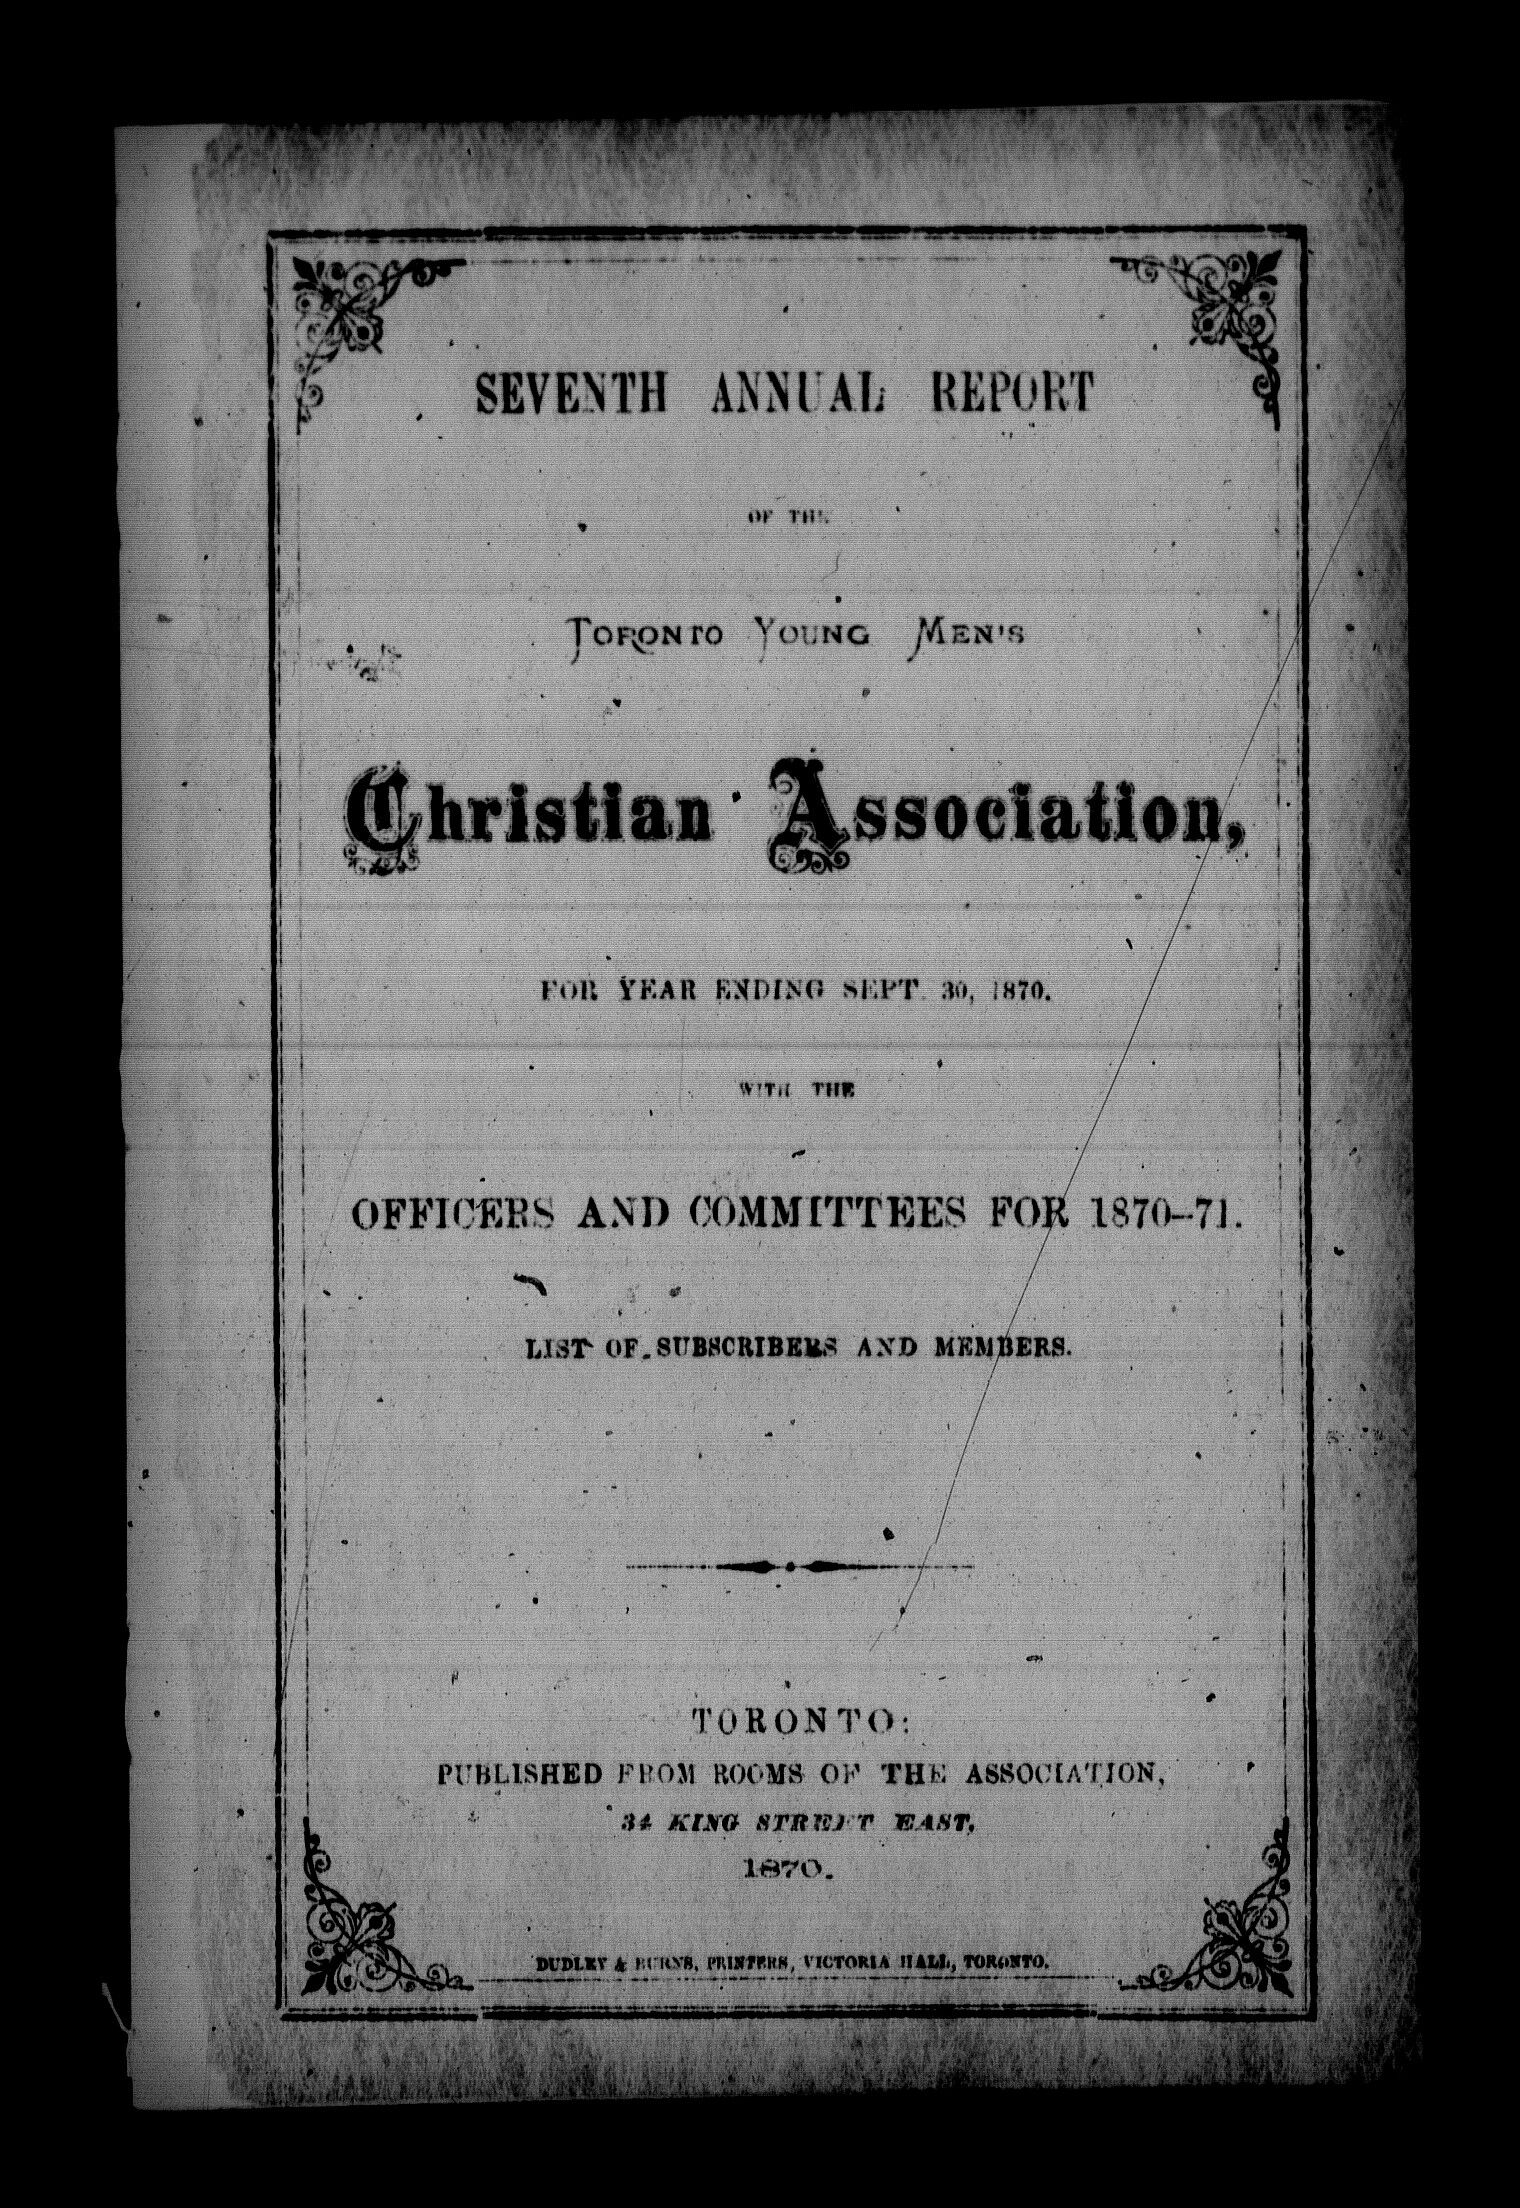 SEVENTH ANNUAL REPORT
OF THE
TORONTO YOUNG MEN'S
Christian Association,
FOR YEAR ENDING SEPT. 30, 1870.
WITH THE
OFFICERS AND COMMITTEES FOR 1870-71.
LIST OF SUBSCRIBERS AND MEMBERS.
TORONTO:
PUBLISHED FROM ROOMS OF THE ASSOCIATION,
34 KING STREET EAST,
1870.
DUDLEY & BURNS, PRINTERS, VICTORIA HALL, TORONTO.